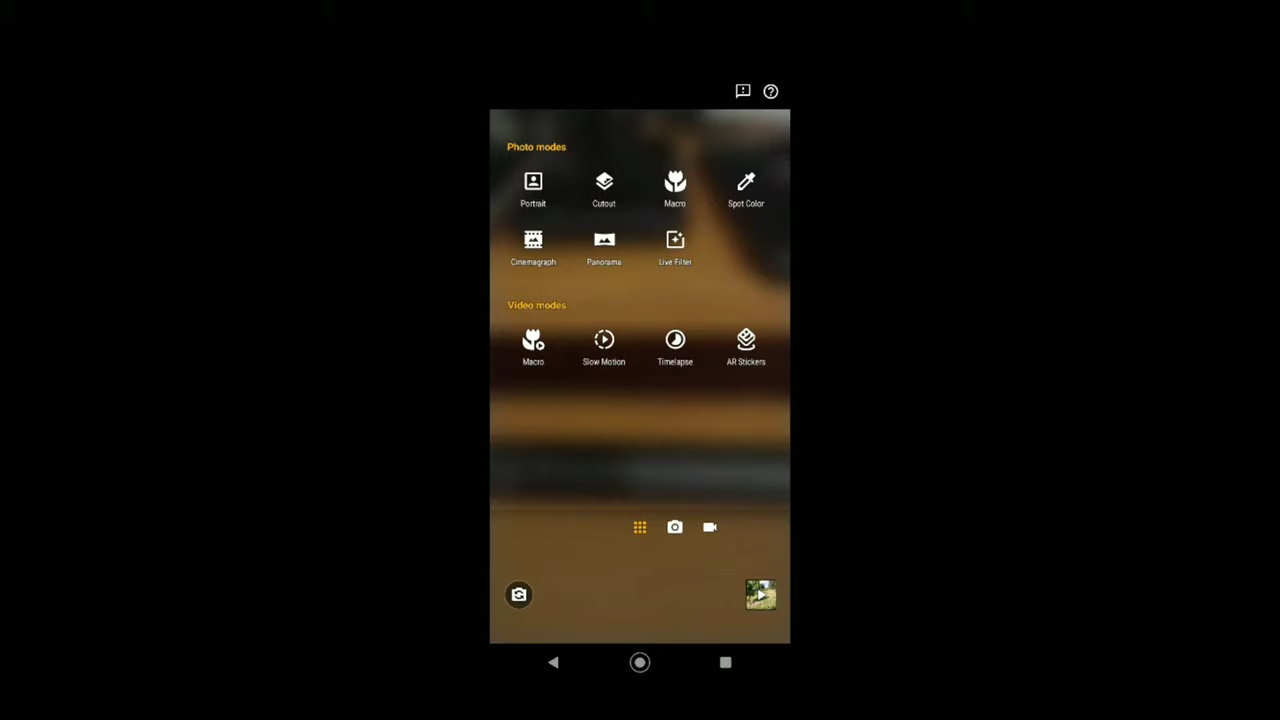 Photo modes
Portrait Cutout Macro Spot Color
Cinemagraph Panorama Live Filter
Video modes
Macro Slow Motion Timelapse AR Stickers